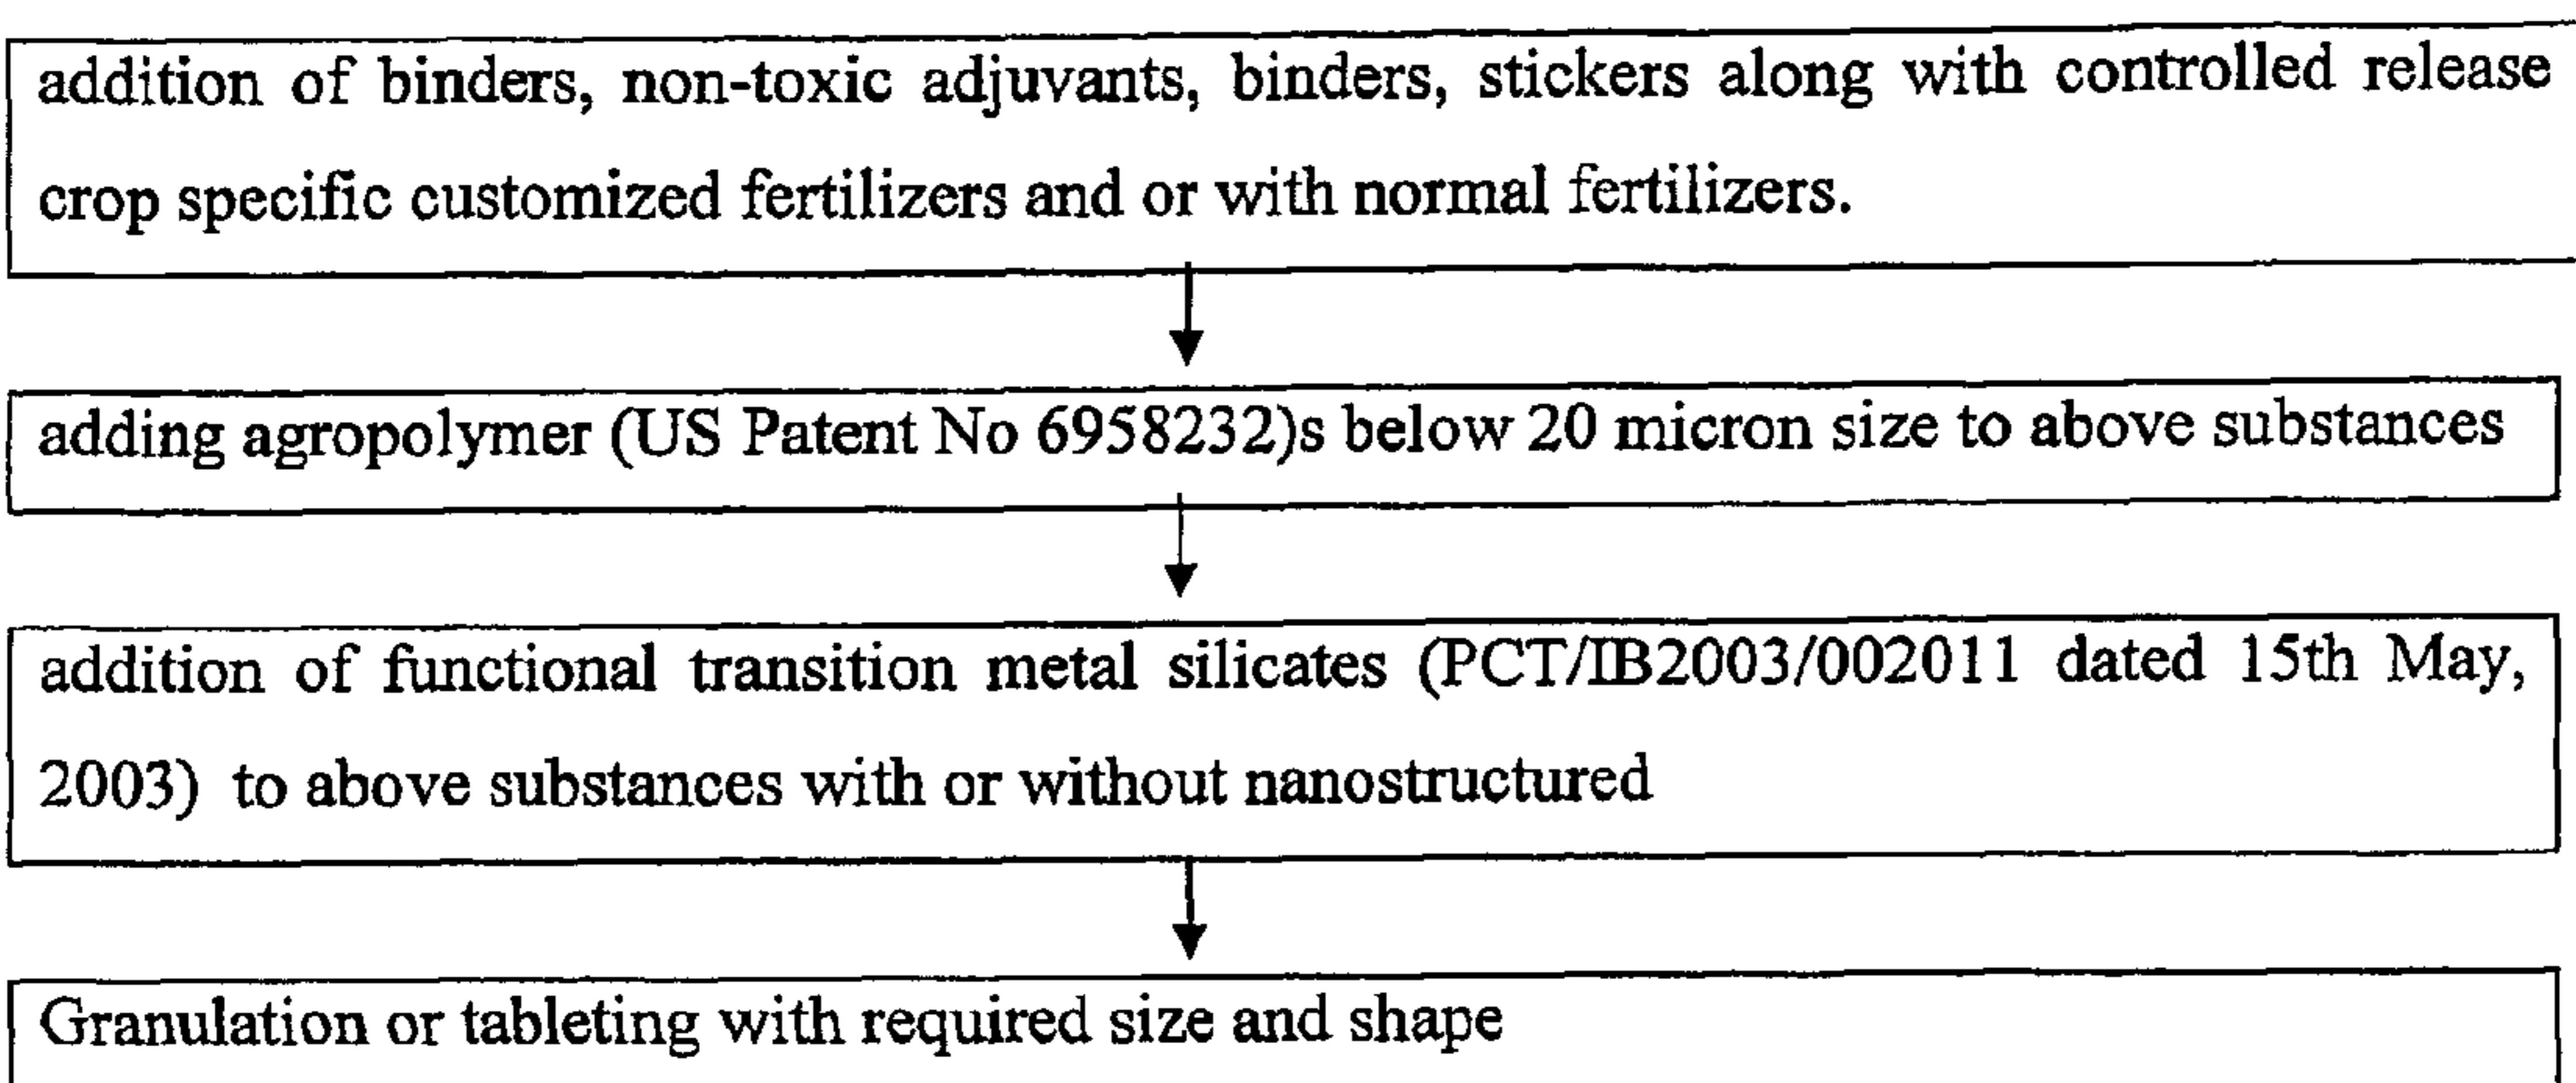 addition of binders, non-toxic adjuvants, binders, stickers along with controlled release
crop specific customized fertilizers and or with normal fertilizers.
adding agropolymer (US Patent No 6958232)s below 20 micron size to above substances
addition of functional transition metal silicates (PCT/IB2003/002011 dated 15th May,
2003) to above substances with or without nanostructured
Granulation or tableting with required size and shape